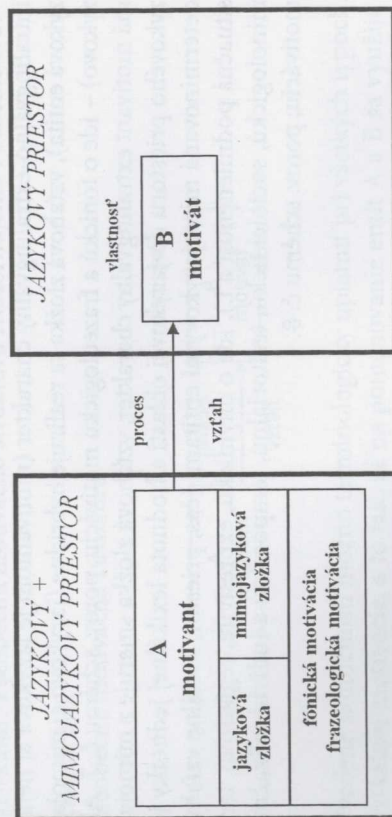 JAZYKOVÝ +
MIMOJAZYKOVÝ PRIESTOR
A
motivant
jazyková
zložka
mimojazyková
zložka
fónická motivácia
frazeologická motivácia
proces
vzťah
JAZYKOVÝ PRIESTOR
vlastnosť
B
motivát